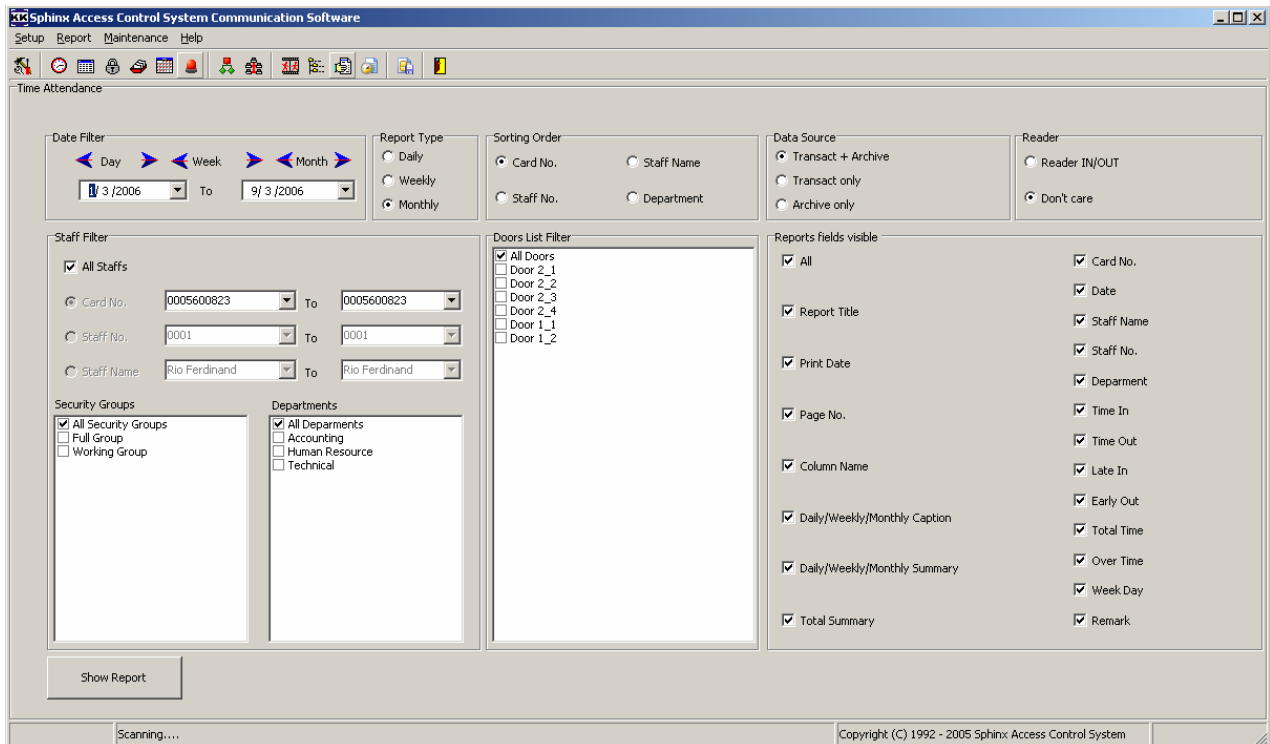 Sphinx Access Control System Communication Software
Setup Report Maintenance Help
Time Attendance
Date Filter
Day Week Month
1/ 3 /2006 To 9/ 3 /2006
Report Type
Daily
Weekly
Monthly
Sorting Order
Card No. Staff Name
Staff No. Department
Data Source
Transact + Archive
Transact only
Archive only
Reader
Reader IN/OUT
Don't care
Staff Filter
All Staffs
Card No. 0005600823 To 0005600823
Staff No. 0001 To 0001
Staff Name Rio Ferdinand To Rio Ferdinand
Security Groups
All Security Groups
Full Group
Working Group
Departments
All Deparments
Accounting
Human Resource
Technical
Doors List Filter
All Doors
Door 2_1
Door 2_2
Door 2_3
Door 2_4
Door 1_1
Door 1_2
Reports fields visible
All
Report Title
Print Date
Page No.
Column Name
Daily/Weekly/Monthly Caption
Daily/Weekly/Monthly Summary
Total Summary
Card No.
Date
Staff Name
Staff No.
Deparment
Time In
Time Out
Late In
Early Out
Total Time
Over Time
Week Day
Remark
Show Report
Scanning....
Copyright (C) 1992 - 2005 Sphinx Access Control System